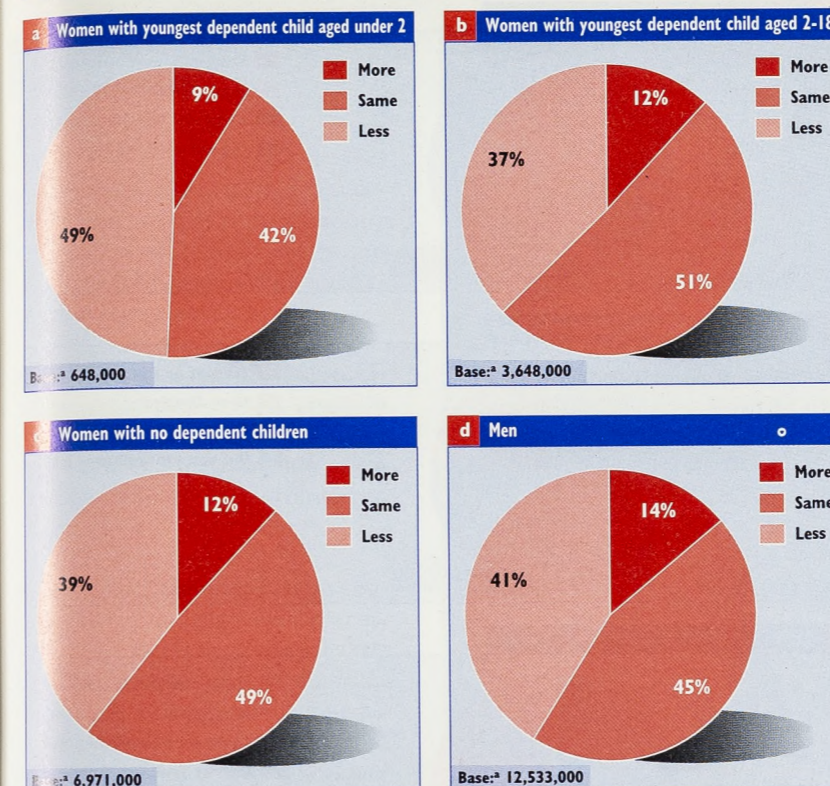 a Women with youngest dependent child aged under 2
More
Same
Less
9%
42%
49%
Base:ª 648,000
b Women with youngest dependent child aged 2-18
More
Same
Less
12%
37%
51%
Base:ª 3,648,000
c Women with no dependent children
More
Same
Less
12%
39%
49%
Base:ª 6,971,000
d Men
More
Same
Less
14%
41%
45%
Base:ª 12,533,000